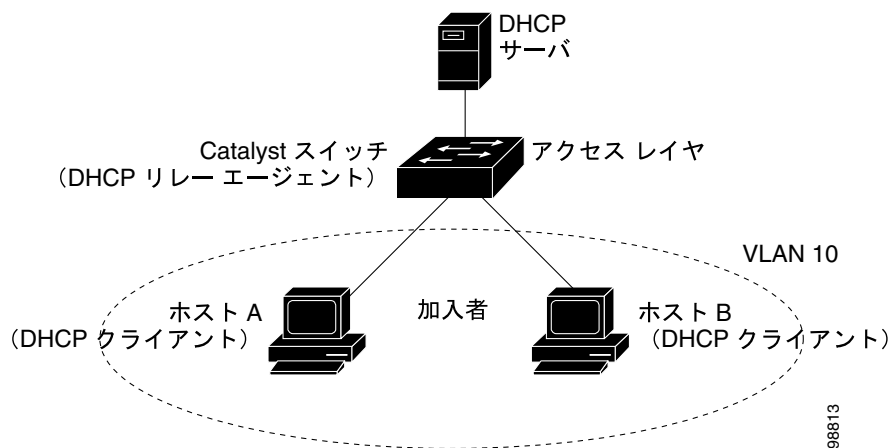 DHCP
サーバ
Catalyst スイッチ
（DHCP リレー エージェント）
アクセス レイヤ
VLAN 10
ホスト A
（DHCP クライアント）
加入者
ホスト B
（DHCP クライアント）
98813